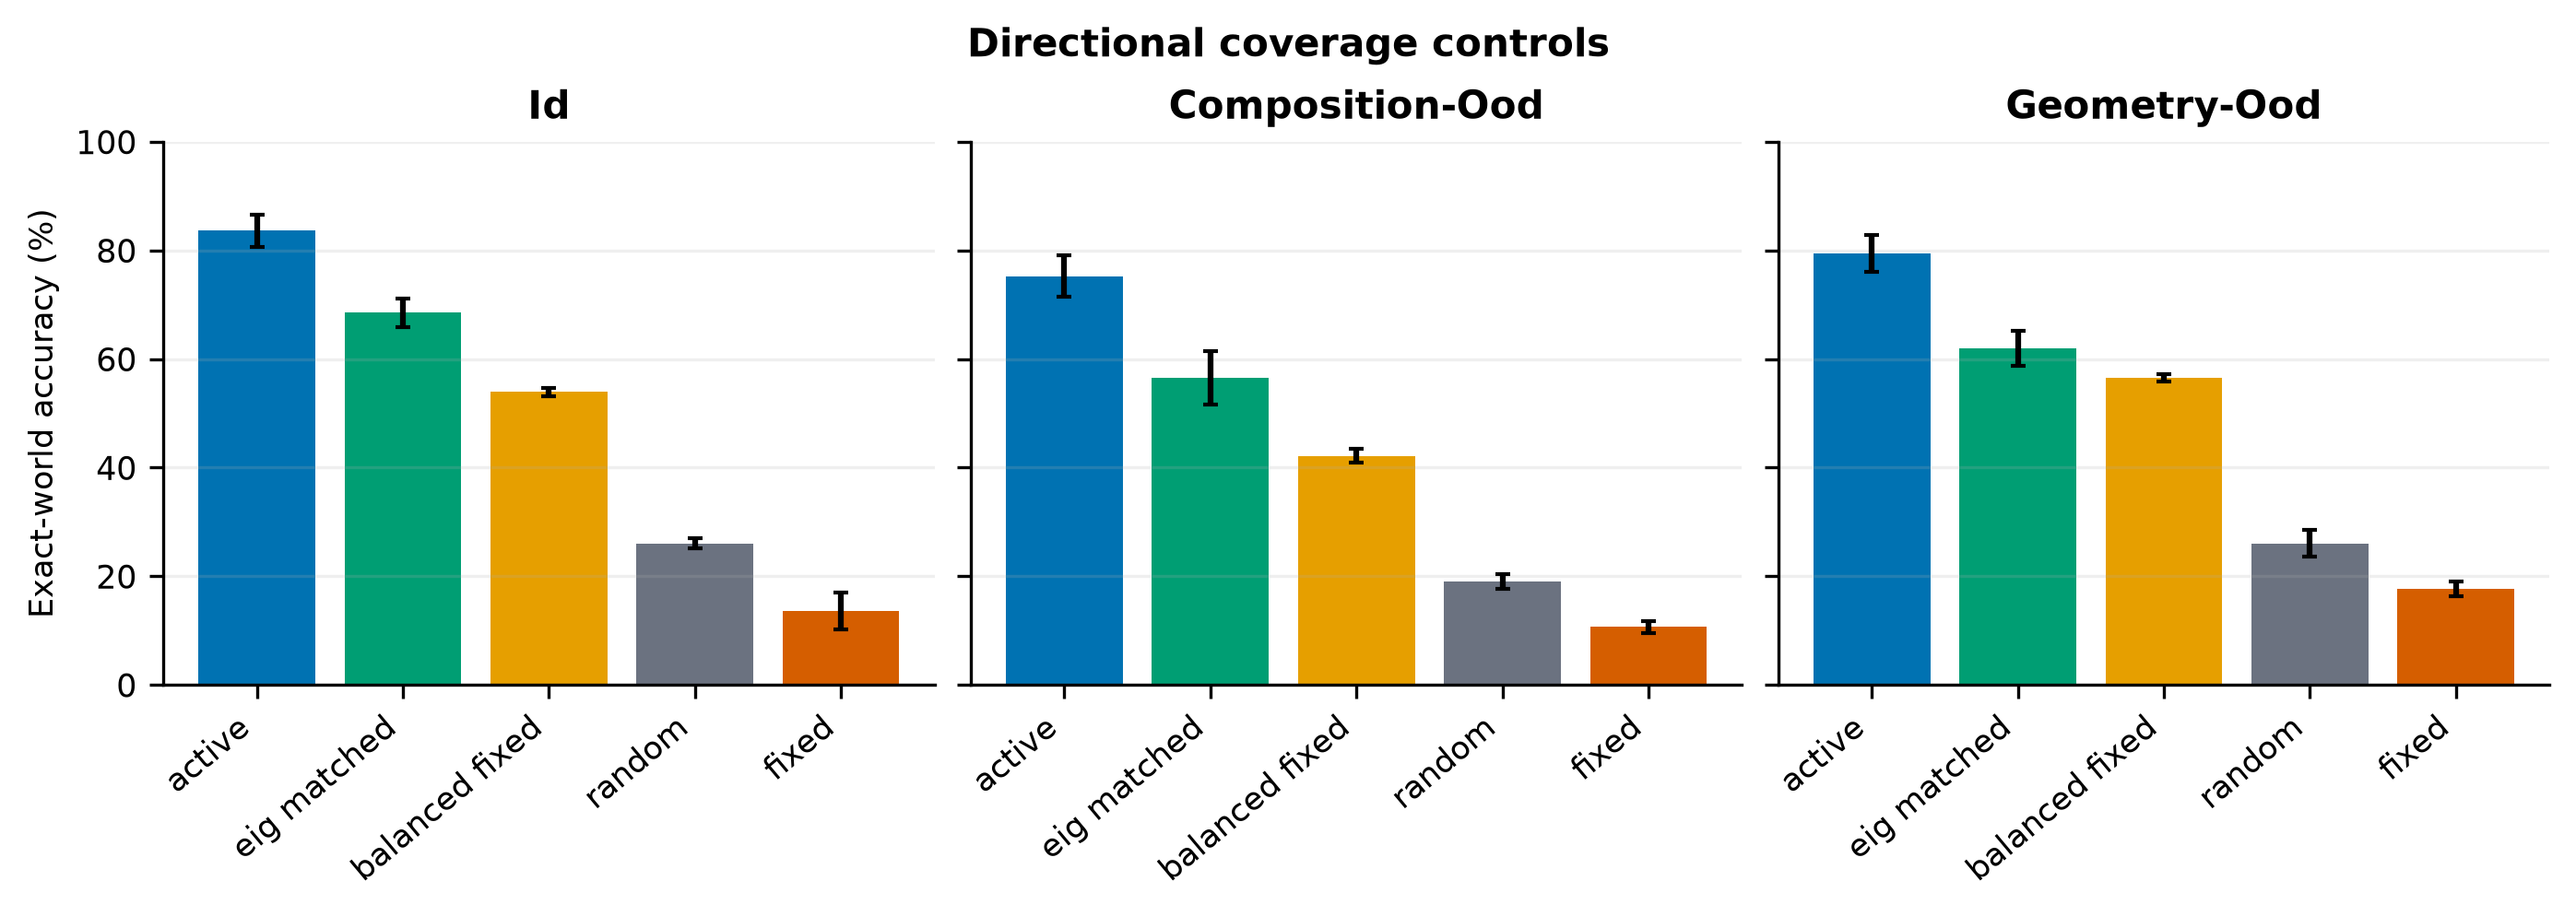 Directional coverage controls
Id
Composition-Ood
Geometry-Ood
Exact-world accuracy (%)
100
80
60
40
20
0
active
eig matched
balanced fixed
random
fixed
active
eig matched
balanced fixed
random
fixed
active
eig matched
balanced fixed
random
fixed